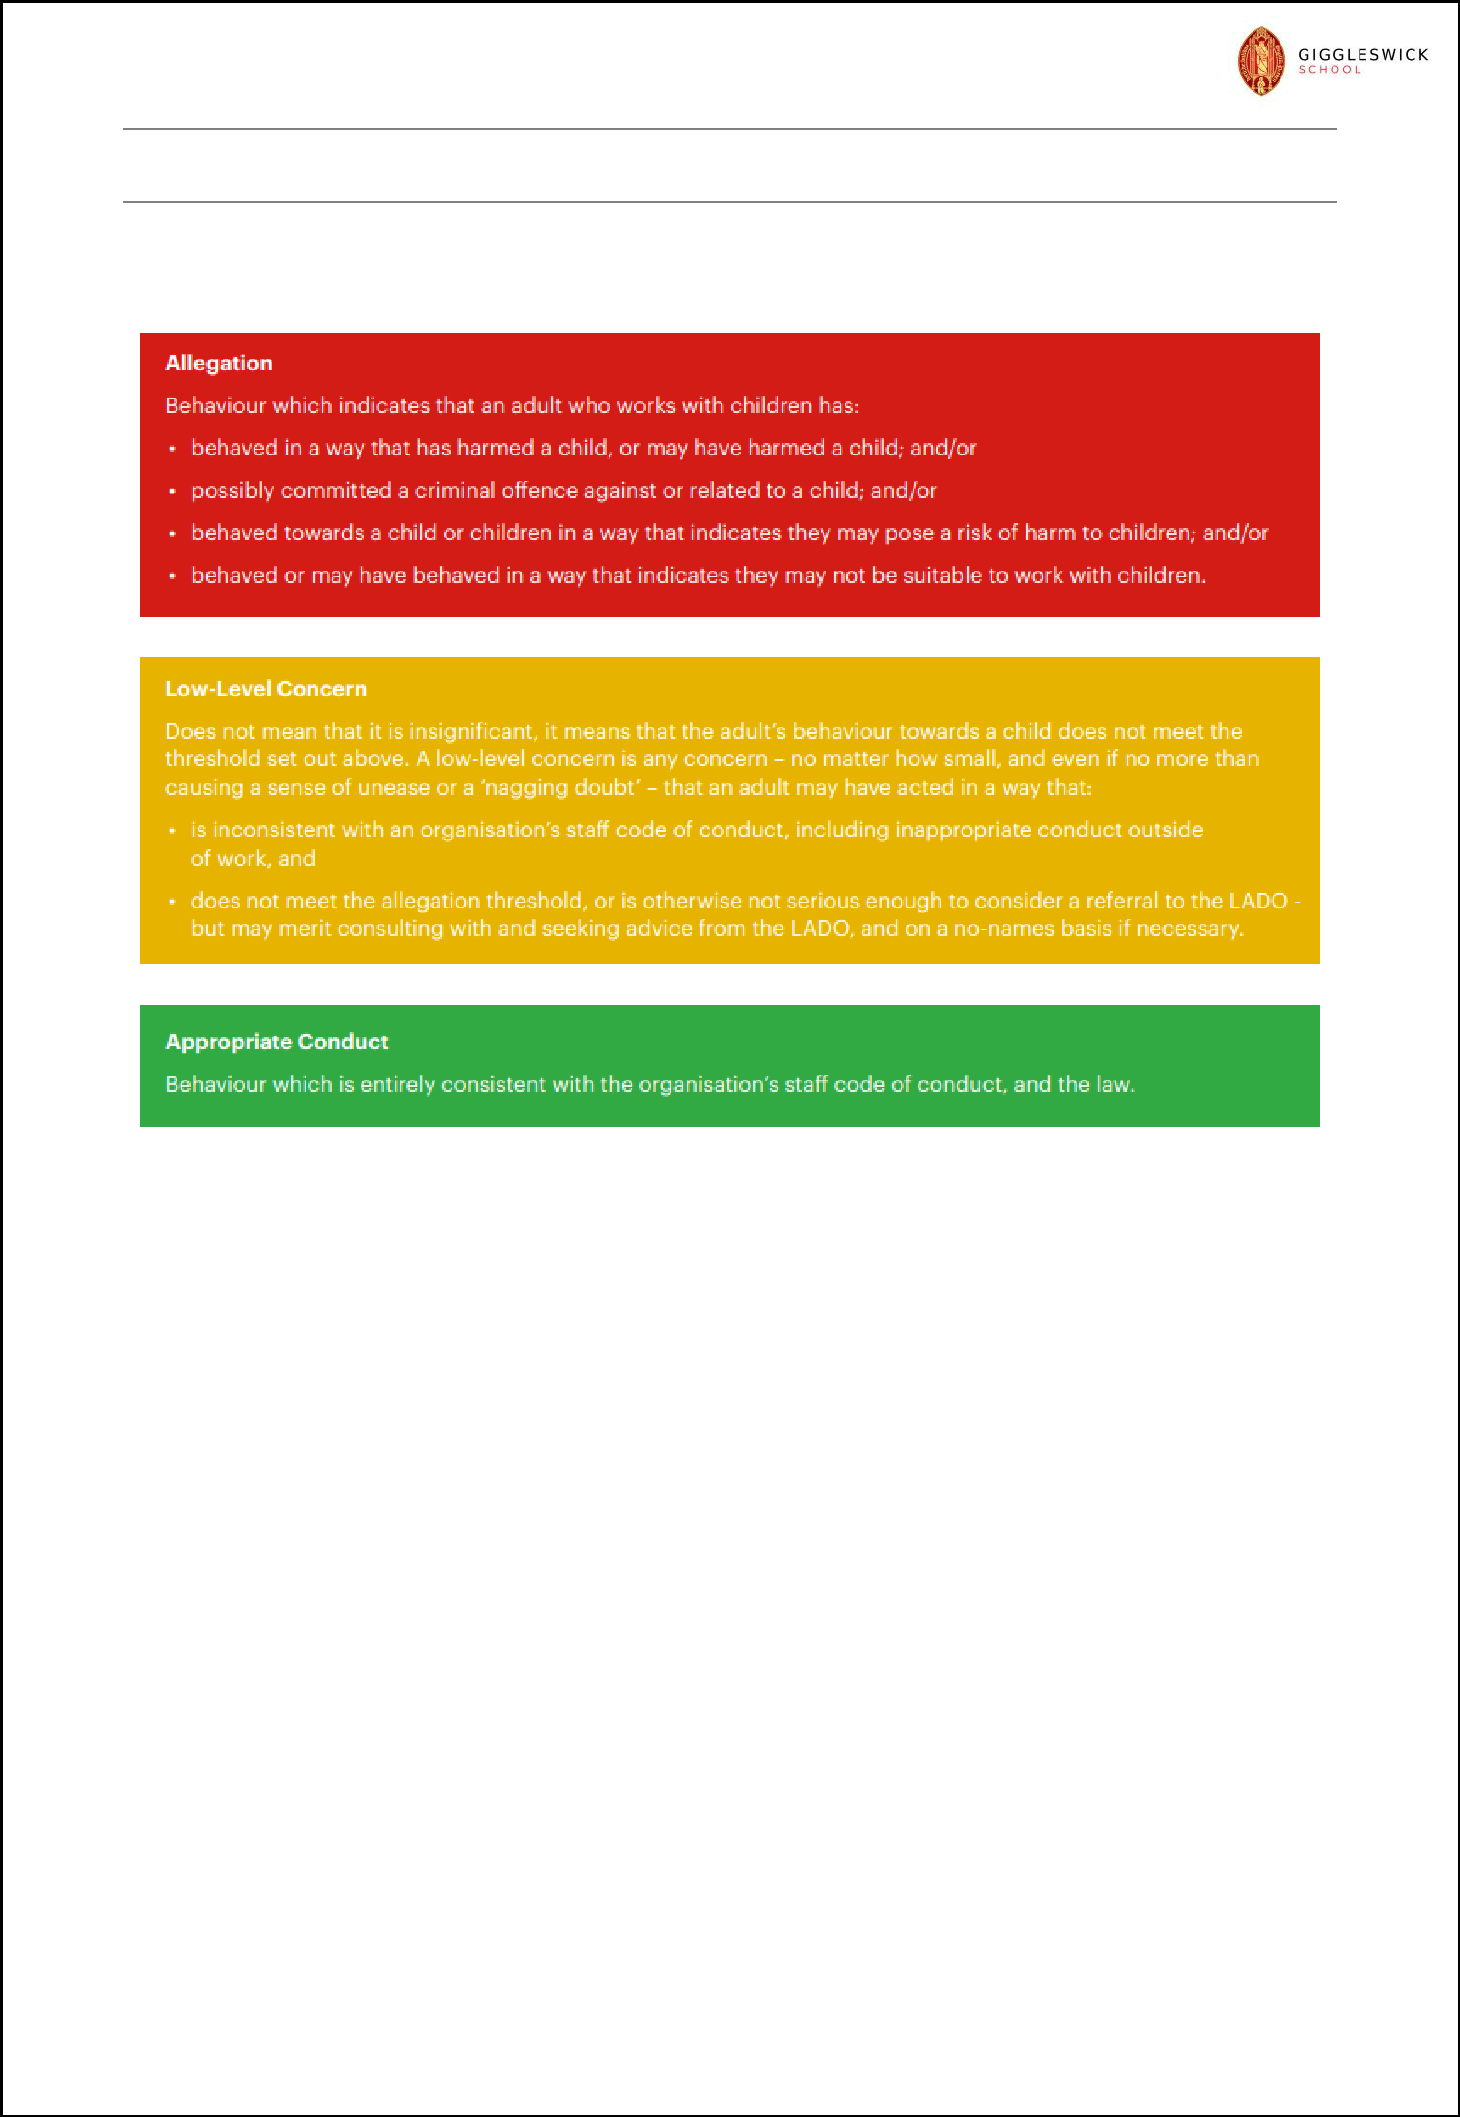 GIGGLESWICK
SCHOOL
Allegation
Behaviour which indicates that an adult who works with children has:
• behaved in a way that has harmed a child, or may have harmed a child; and/or
• possibly committed a criminal offence against or related to a child; and/or
• behaved towards a child or children in a way that indicates they may pose a risk of harm to children; and/or
• behaved or may have behaved in a way that indicates they may not be suitable to work with children.
Low-Level Concern
Does not mean that it is insignificant, it means that the adult’s behaviour towards a child does not meet the
threshold set out above. A low-level concern is any concern – no matter how small, and even if no more than
causing a sense of unease or a ‘nagging doubt’ – that an adult may have acted in a way that:
• is inconsistent with an organisation’s staff code of conduct, including inappropriate conduct outside
of work, and
• does not meet the allegation threshold, or is otherwise not serious enough to consider a referral to the LADO -
but may merit consulting with and seeking advice from the LADO, and on a no-names basis if necessary.
Appropriate Conduct
Behaviour which is entirely consistent with the organisation’s staff code of conduct, and the law.